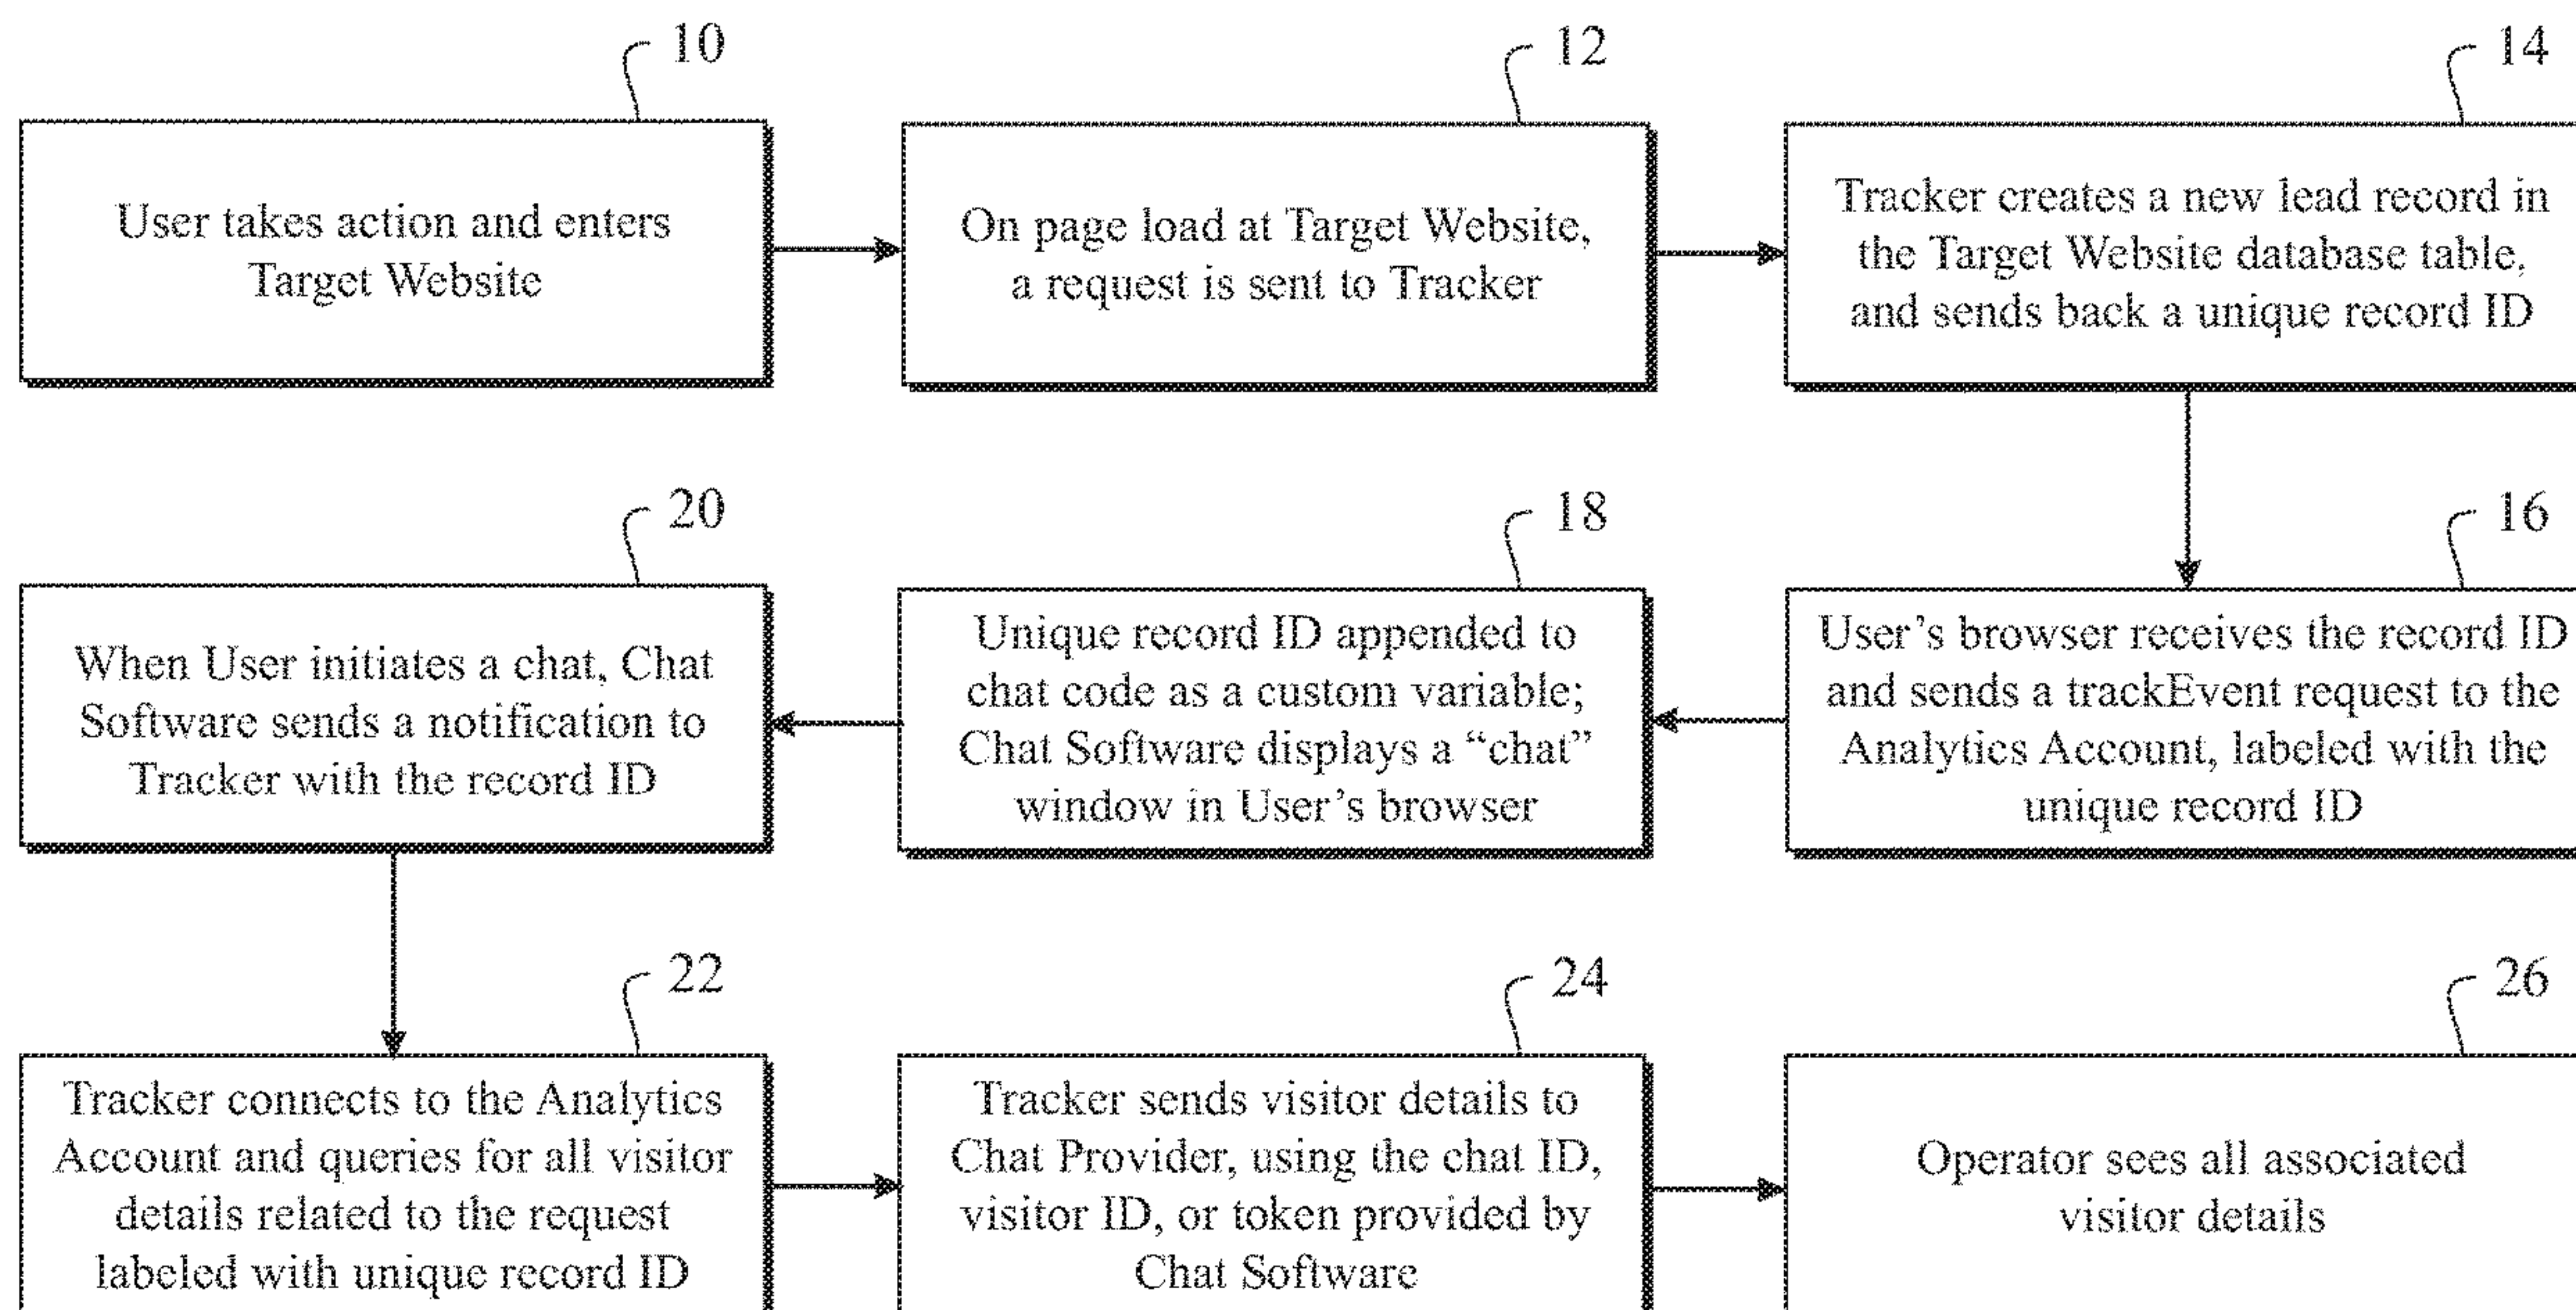 10
User takes action and enters
Target Website
12
On page load at Target Website,
a request is sent to Tracker
14
Tracker creates a new lead record in
the Target Website database table,
and sends back a unique record ID
16
User’s browser receives the record ID
and sends a trackEvent request to the
Analytics Account, labeled with the
unique record ID
18
Unique record ID appended to
chat code as a custom variable;
Chat Software displays a “chat”
window in User’s browser
20
When User initiates a chat, Chat
Software sends a notification to
Tracker with the record ID
22
Tracker connects to the Analytics
Account and queries for all visitor
details related to the request
labeled with unique record ID
24
Tracker sends visitor details to
Chat Provider, using the chat ID,
visitor ID, or token provided by
Chat Software
26
Operator sees all associated
visitor details